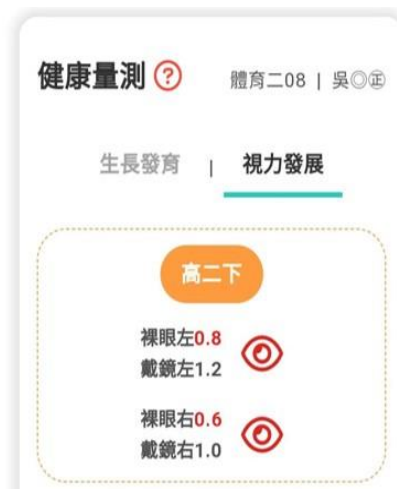 健康量測 ? 體育二08 | 吳◎㊣
生長發育 | 視力發展
高二下
裸眼左0.8
戴鏡左1.2
裸眼右0.6
戴鏡右1.0